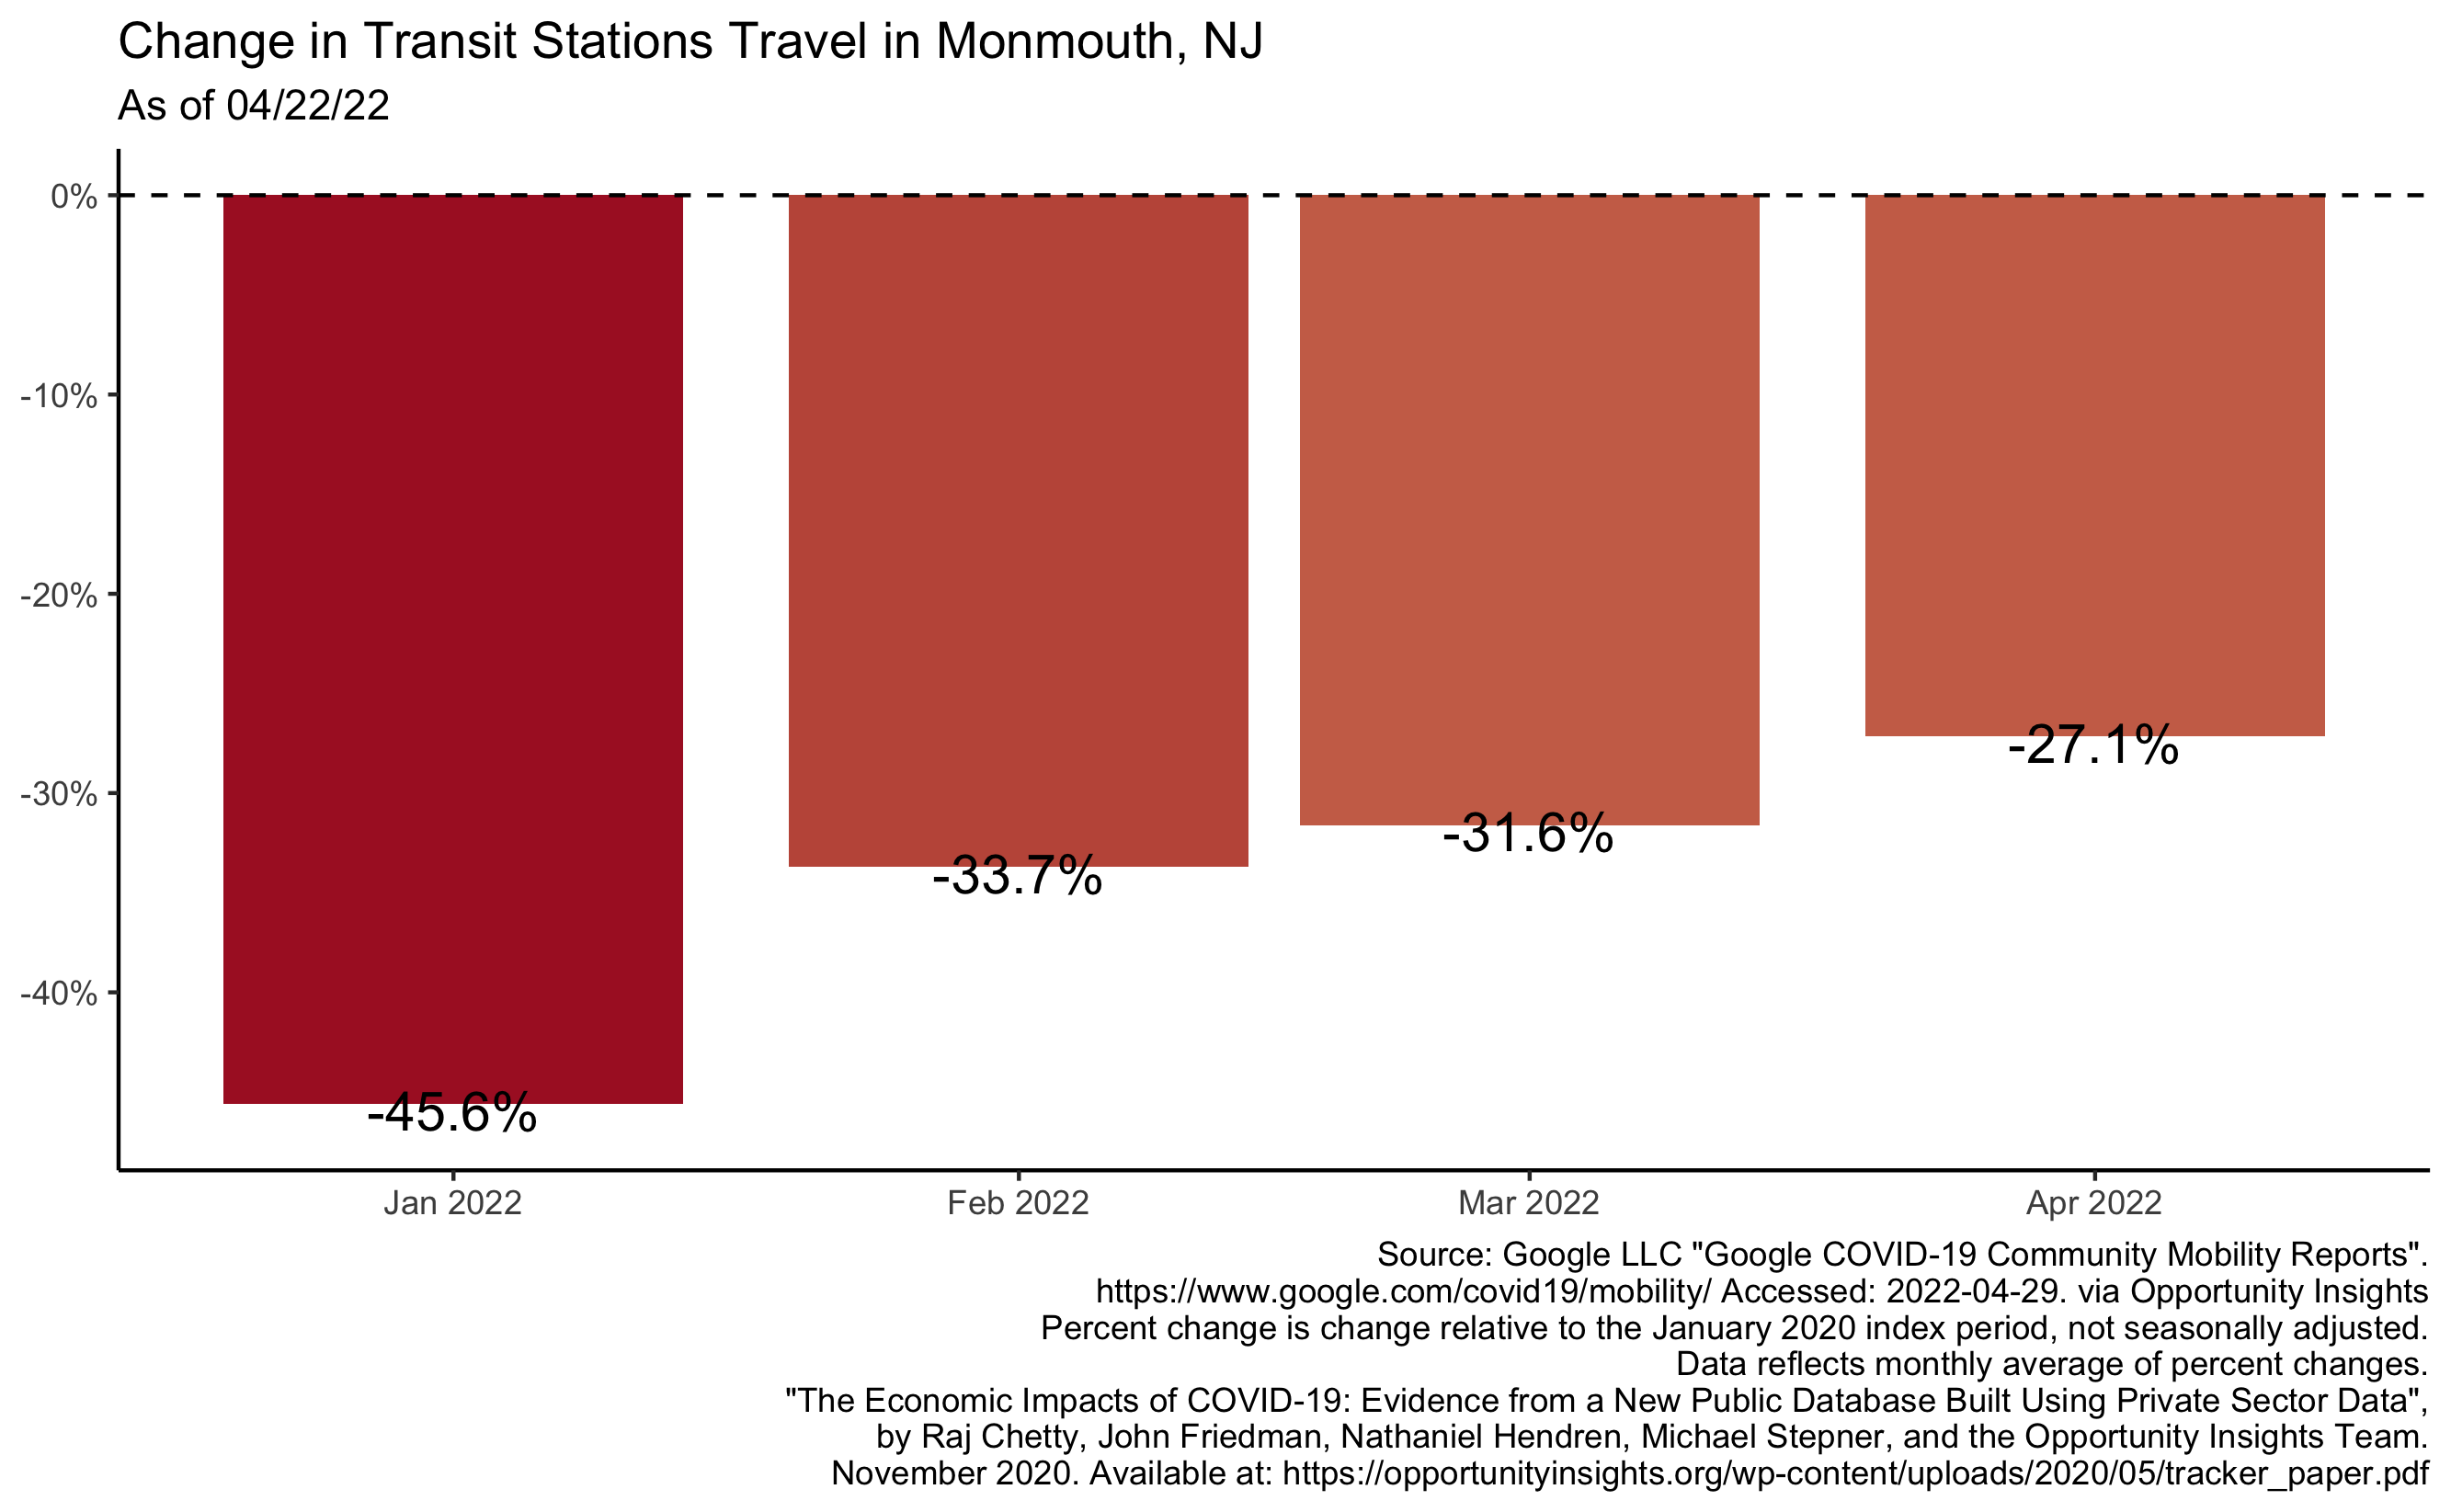 Change in Transit Stations Travel in Monmouth, NJ
As of 04/22/22
0%
-10%
-20%
-30%
-40%
-45.6%
-33.7%
-31.6%
-27.1%
Jan 2022
Feb 2022
Mar 2022
Apr 2022
Source: Google LLC "Google COVID-19 Community Mobility Reports".
https://www.google.com/covid19/mobility/ Accessed: 2022-04-29. via Opportunity Insights
Percent change is change relative to the January 2020 index period, not seasonally adjusted.
Data reflects monthly average of percent changes.
"The Economic Impacts of COVID-19: Evidence from a New Public Database Built Using Private Sector Data",
by Raj Chetty, John Friedman, Nathaniel Hendren, Michael Stepner, and the Opportunity Insights Team.
November 2020. Available at: https://opportunityinsights.org/wp-content/uploads/2020/05/tracker_paper.pdf